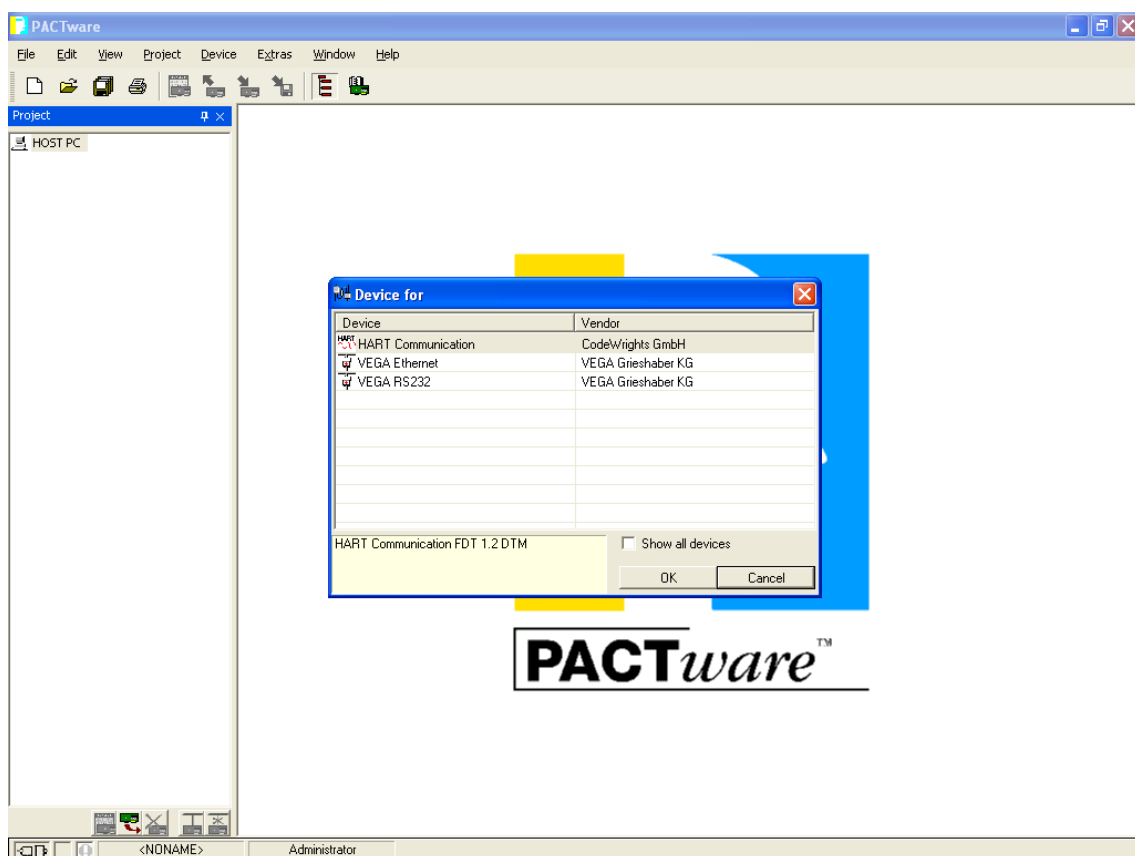 PACTware
File Edit View Project Device Extras Window Help
Project
HOST PC
Device for
Device Vendor
HART Communication CodeWrights GmbH
VEGA Ethernet VEGA Grieshaber KG
VEGA RS232 VEGA Grieshaber KG
HART Communication FDT 1.2 DTM
Show all devices
OK Cancel
PACTware™
<NONAME> Administrator